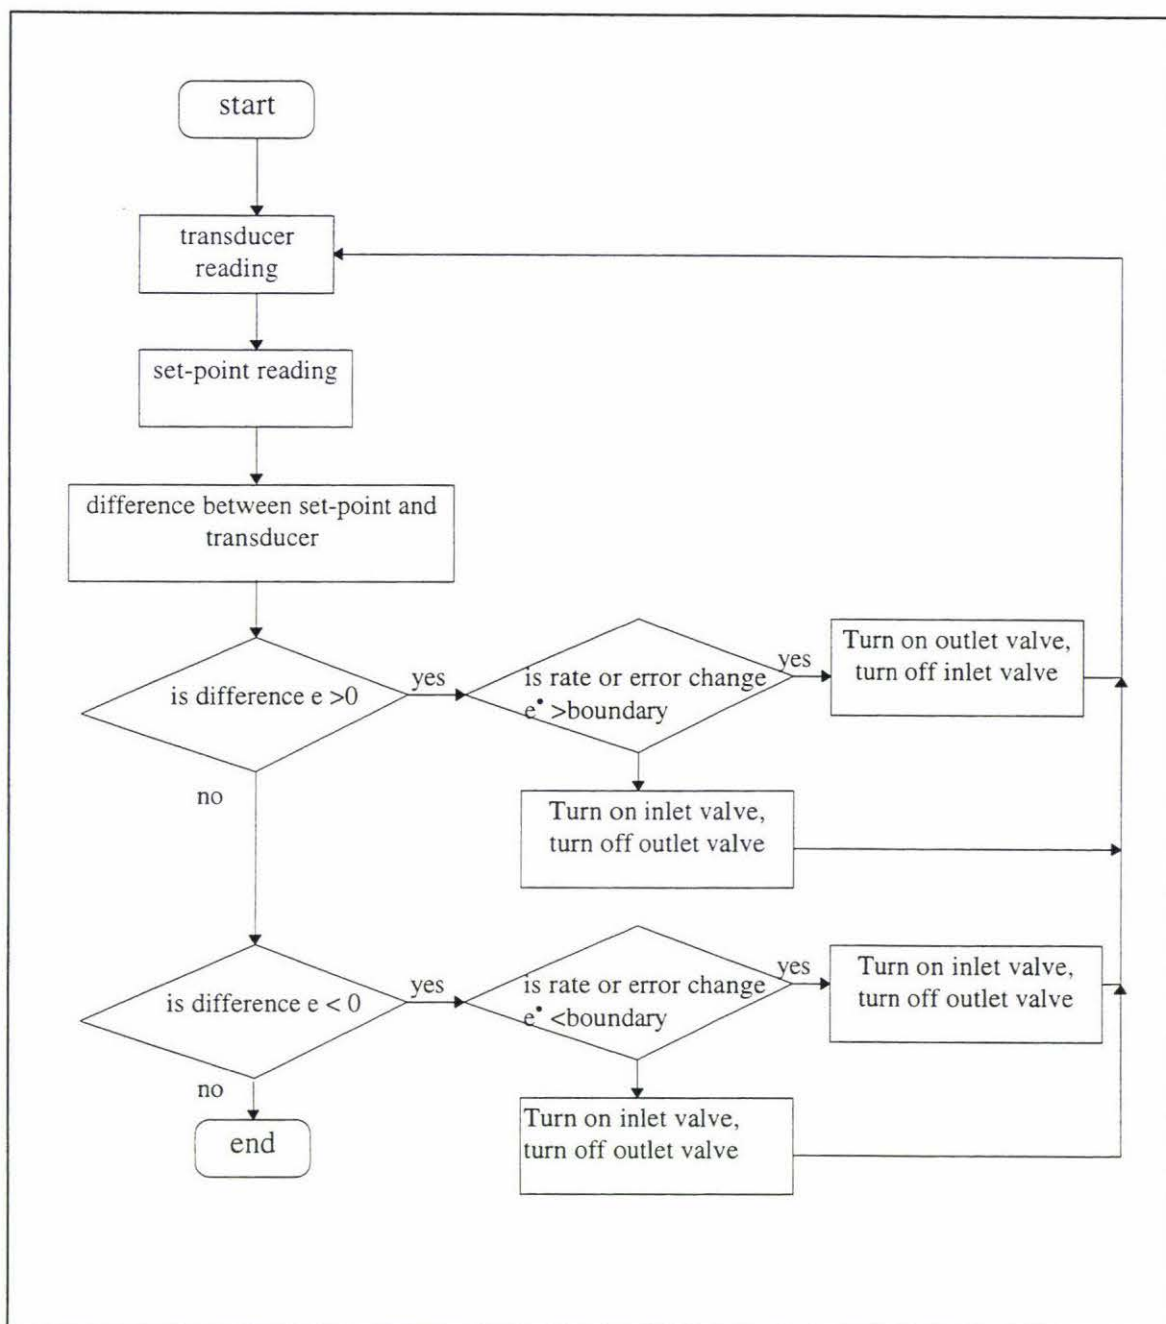 start
transducer
reading
set-point reading
difference between set-point and
transducer
is difference e >0
yes
is rate or error change
e• >boundary
yes
Turn on outlet valve,
turn off inlet valve
no
Turn on inlet valve,
turn off outlet valve
is difference e < 0
yes
is rate or error change
e• <boundary
yes
Turn on inlet valve,
turn off outlet valve
no
Turn on inlet valve,
turn off outlet valve
end